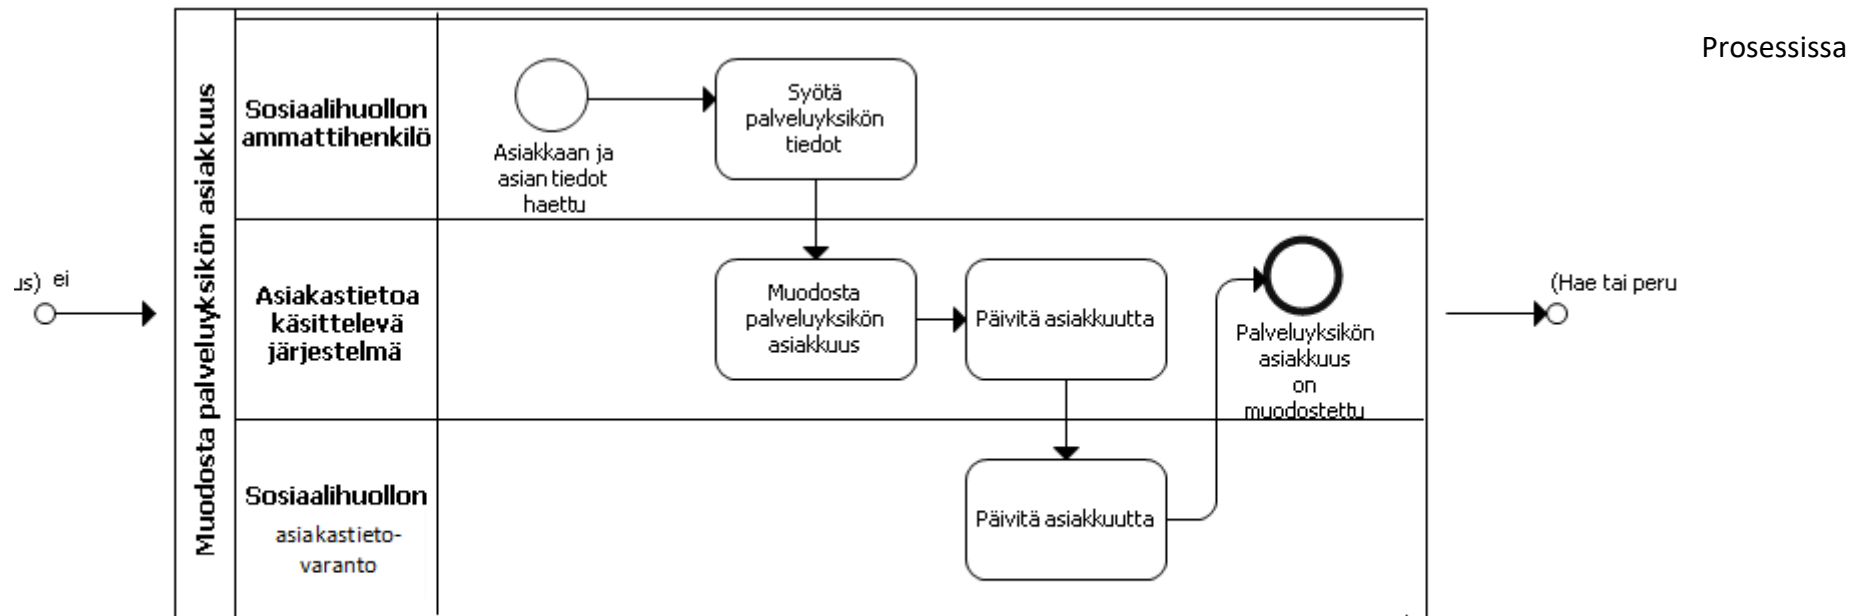 Prosessissa
us) ei
Muodosta palveluyksikön asiakkuus
Sosiaalihuollon
ammattihenkilö
Asiakkaan ja
asian tiedot
haettu
Syötä
palveluyksikön
tiedot
Asiakastietoa
käsittelevä
järjestelmä
Muodosta
palveluyksikön
asiakkuus
Päivitä asiakkuutta
Palveluyksikön
asiakkuus
on
muodostettu
(Hae tai peru
Sosiaalihuollon
asiakastieto-
varanto
Päivitä asiakkuutta